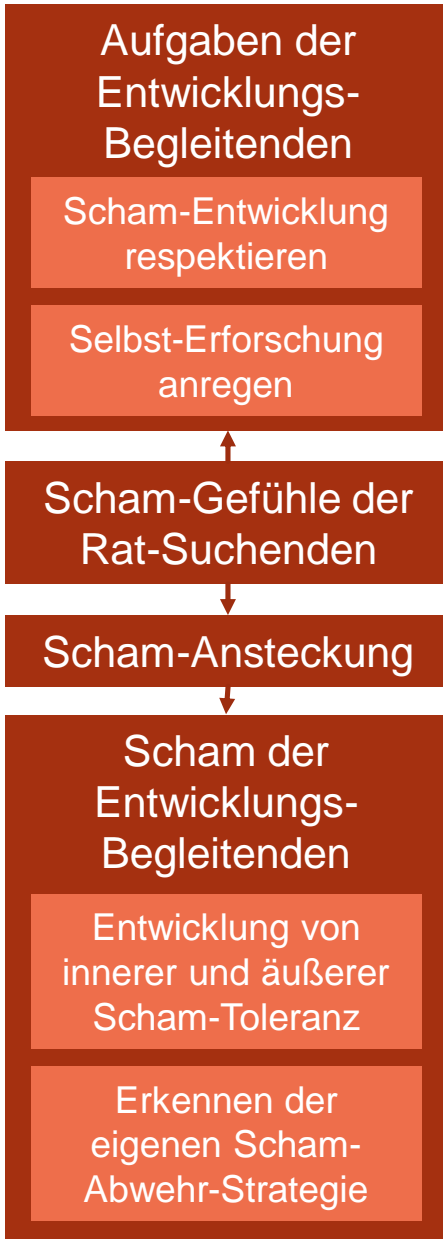 Aufgaben der
Entwicklungs-
Begleitenden
Scham-Entwicklung
respektieren
Selbst-Erforschung
anregen
Scham-Gefühle der
Rat-Suchenden
Scham-Ansteckung
Scham der
Entwicklungs-
Begleitenden
Entwicklung von
innerer und äußerer
Scham-Toleranz
Erkennen der
eigenen Scham-
Abwehr-Strategie